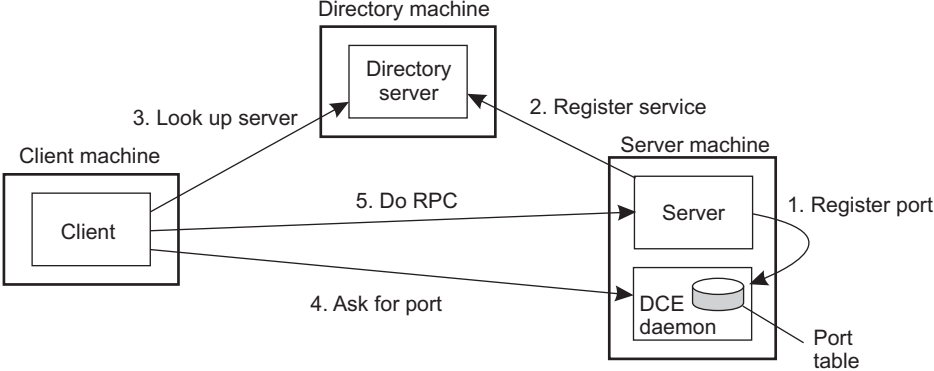 Directory machine
Directory
server
3. Look up server
2. Register service
Client machine
Server machine
Client
5. Do RPC
Server
1. Register port
4. Ask for port
DCE
daemon
Port
table